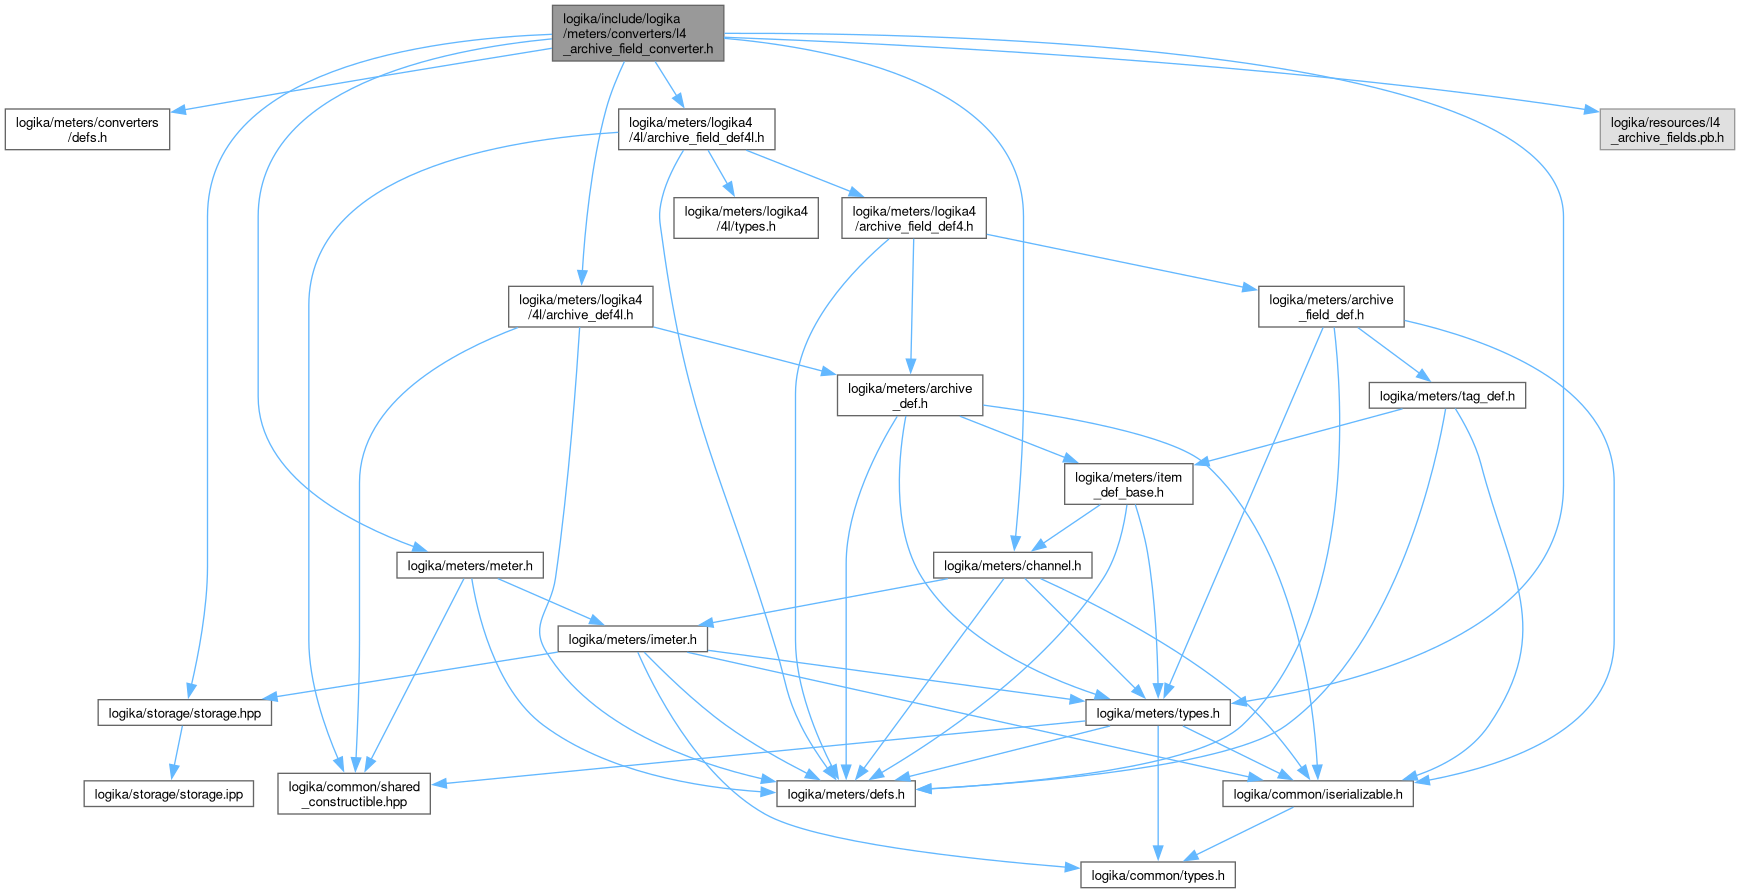 logika/include/logika
/meters/converters/l4
_archive_field_converter.h
logika/meters/converters
/defs.h
logika/meters/logika4
/4l/archive_field_def4l.h
logika/resources/l4
_archive_fields.pb.h
logika/meters/logika4
/4l/types.h
logika/meters/logika4
/archive_field_def4.h
logika/meters/logika4
/4l/archive_def4l.h
logika/meters/archive
_field_def.h
logika/meters/archive
_def.h
logika/meters/tag_def.h
logika/meters/item
_def_base.h
logika/meters/meter.h
logika/meters/channel.h
logika/meters/imeter.h
logika/storage/storage.hpp
logika/meters/types.h
logika/storage/storage.ipp
logika/common/shared
_constructible.hpp
logika/meters/defs.h
logika/common/iserializable.h
logika/common/types.h